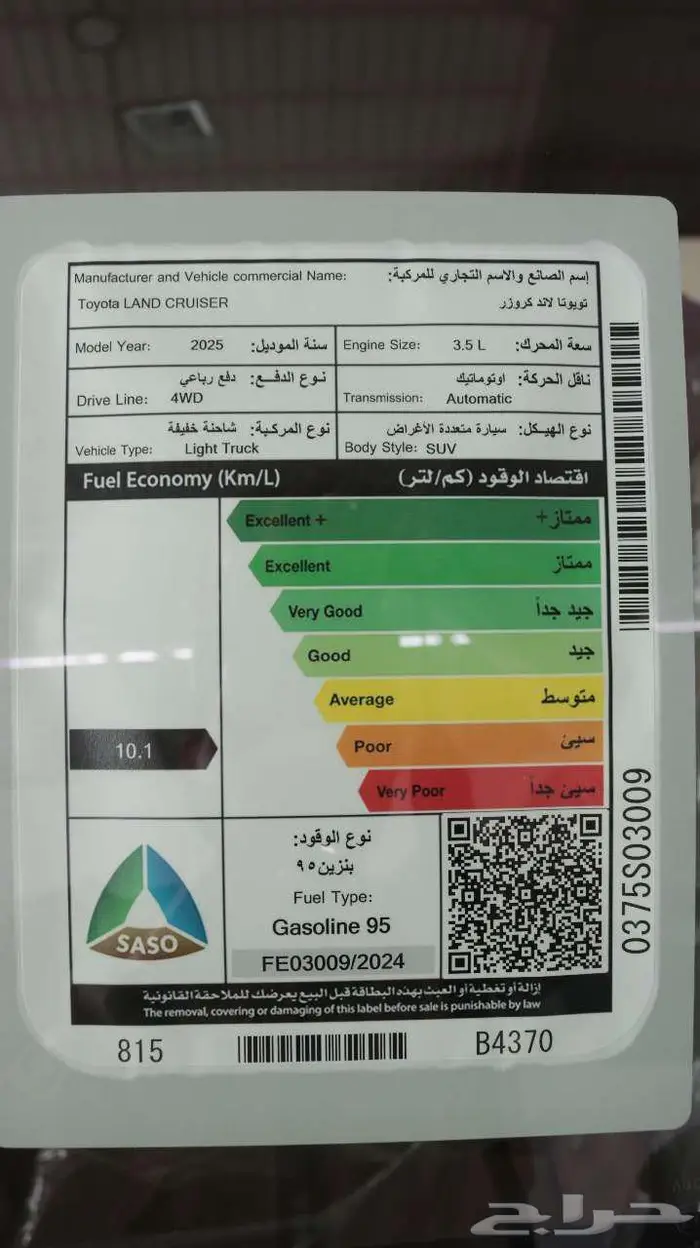 Manufacturer and Vehicle commercial Name: إسم الصانع والاسم التجاري للمركبة:
Toyota LAND CRUISER تويوتا لاند كروزر
Model Year: 2025 سنة الموديل:
Engine Size: 3.5 L سعة المحرك:
نوع الدفع: دفع رباعي
Drive Line: 4WD
ناقل الحركة: اوتوماتيك
Transmission: Automatic
نوع المركبة: شاحنة خفيفة
Vehicle Type: Light Truck
نوع الهيكل: سيارة متعددة الأغراض
Body Style: SUV
Fuel Economy (Km/L) اقتصاد الوقود (كم/لتر)
Excellent + ممتاز+
Excellent ممتاز
Very Good جيد جداً
Good جيد
Average متوسط
10.1
Poor سيئ
Very Poor سيئ جداً
SASO
نوع الوقود:
بنزين ٩٥
Fuel Type:
Gasoline 95
FE03009/2024
0375S03009
إزالة أو تغطية أو العبث بهذه البطاقة قبل البيع يعرضك للملاحقة القانونية
The removal, covering or damaging of this label before sale is punishable by law
815 B4370
حراج